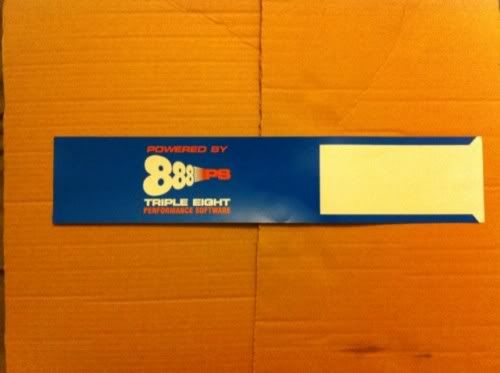 POWERED BY
888PS
TRIPLE EIGHT
PERFORMANCE SOFTWARE